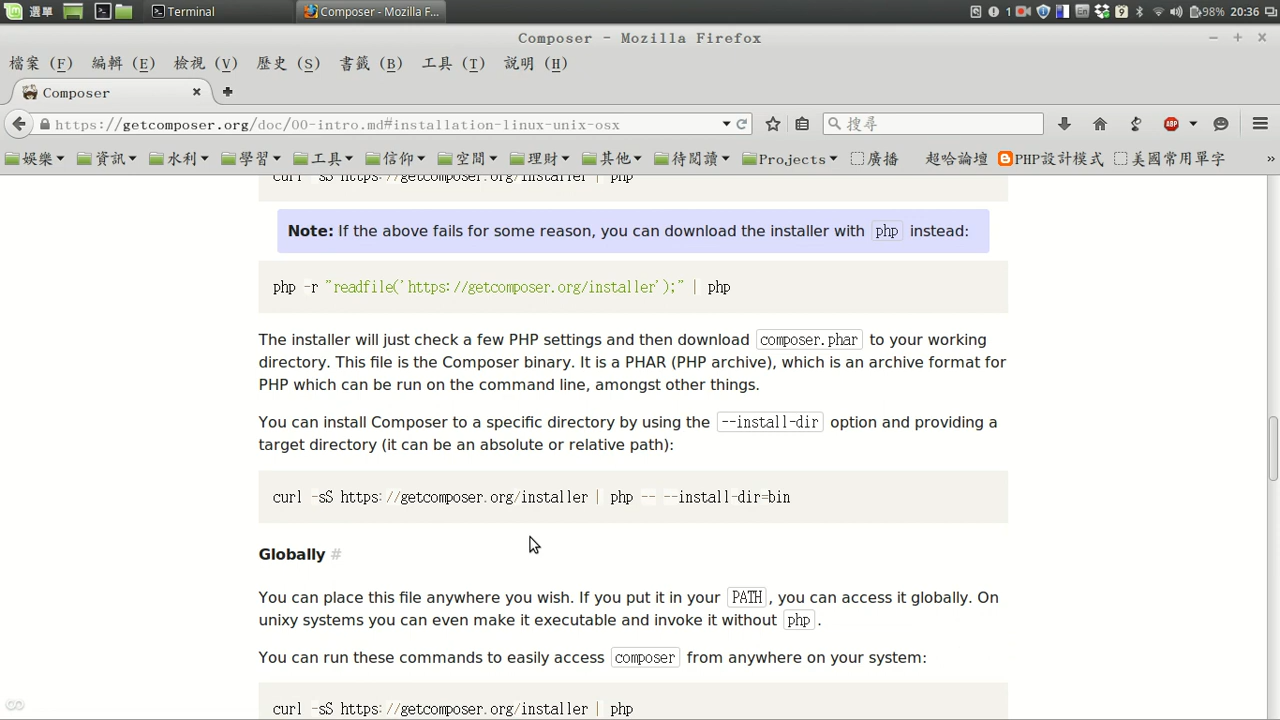 選單 Terminal Composer - Mozilla F... 1 En 98% 20:36
Composer - Mozilla Firefox
檔案 (F) 編輯 (E) 檢視 (V) 歷史 (S) 書籤 (B) 工具 (T) 說明 (H)
Composer
https://getcomposer.org/doc/00-intro.md#installation-linux-unix-osx 搜尋 ABP
娛樂 資訊 水利 學習 工具 信仰 空間 理財 其他 待閱讀 Projects 廣播 超哈論壇 PHP設計模式 美國常用單字 »
curl -sS https://getcomposer.org/installer | php
Note: If the above fails for some reason, you can download the installer with php instead:
php -r "readfile('https://getcomposer.org/installer');" | php
The installer will just check a few PHP settings and then download composer.phar to your working
directory. This file is the Composer binary. It is a PHAR (PHP archive), which is an archive format for
PHP which can be run on the command line, amongst other things.
You can install Composer to a specific directory by using the --install-dir option and providing a
target directory (it can be an absolute or relative path):
curl -sS https://getcomposer.org/installer | php -- --install-dir=bin
Globally #
You can place this file anywhere you wish. If you put it in your PATH, you can access it globally. On
unixy systems you can even make it executable and invoke it without php.
You can run these commands to easily access composer from anywhere on your system:
curl -sS https://getcomposer.org/installer | php